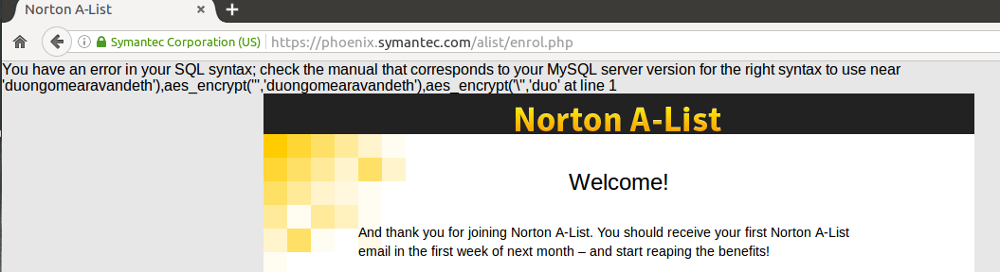 Norton A-List
Symantec Corporation (US) https://phoenix.symantec.com/alist/enrol.php
You have an error in your SQL syntax; check the manual that corresponds to your MySQL server version for the right syntax to use near
'duongomearavandeth'),aes_encrypt('"','duongomearavandeth'),aes_encrypt('\'','duo' at line 1
Norton A-List
Welcome!
And thank you for joining Norton A-List. You should receive your first Norton A-List
email in the first week of next month – and start reaping the benefits!